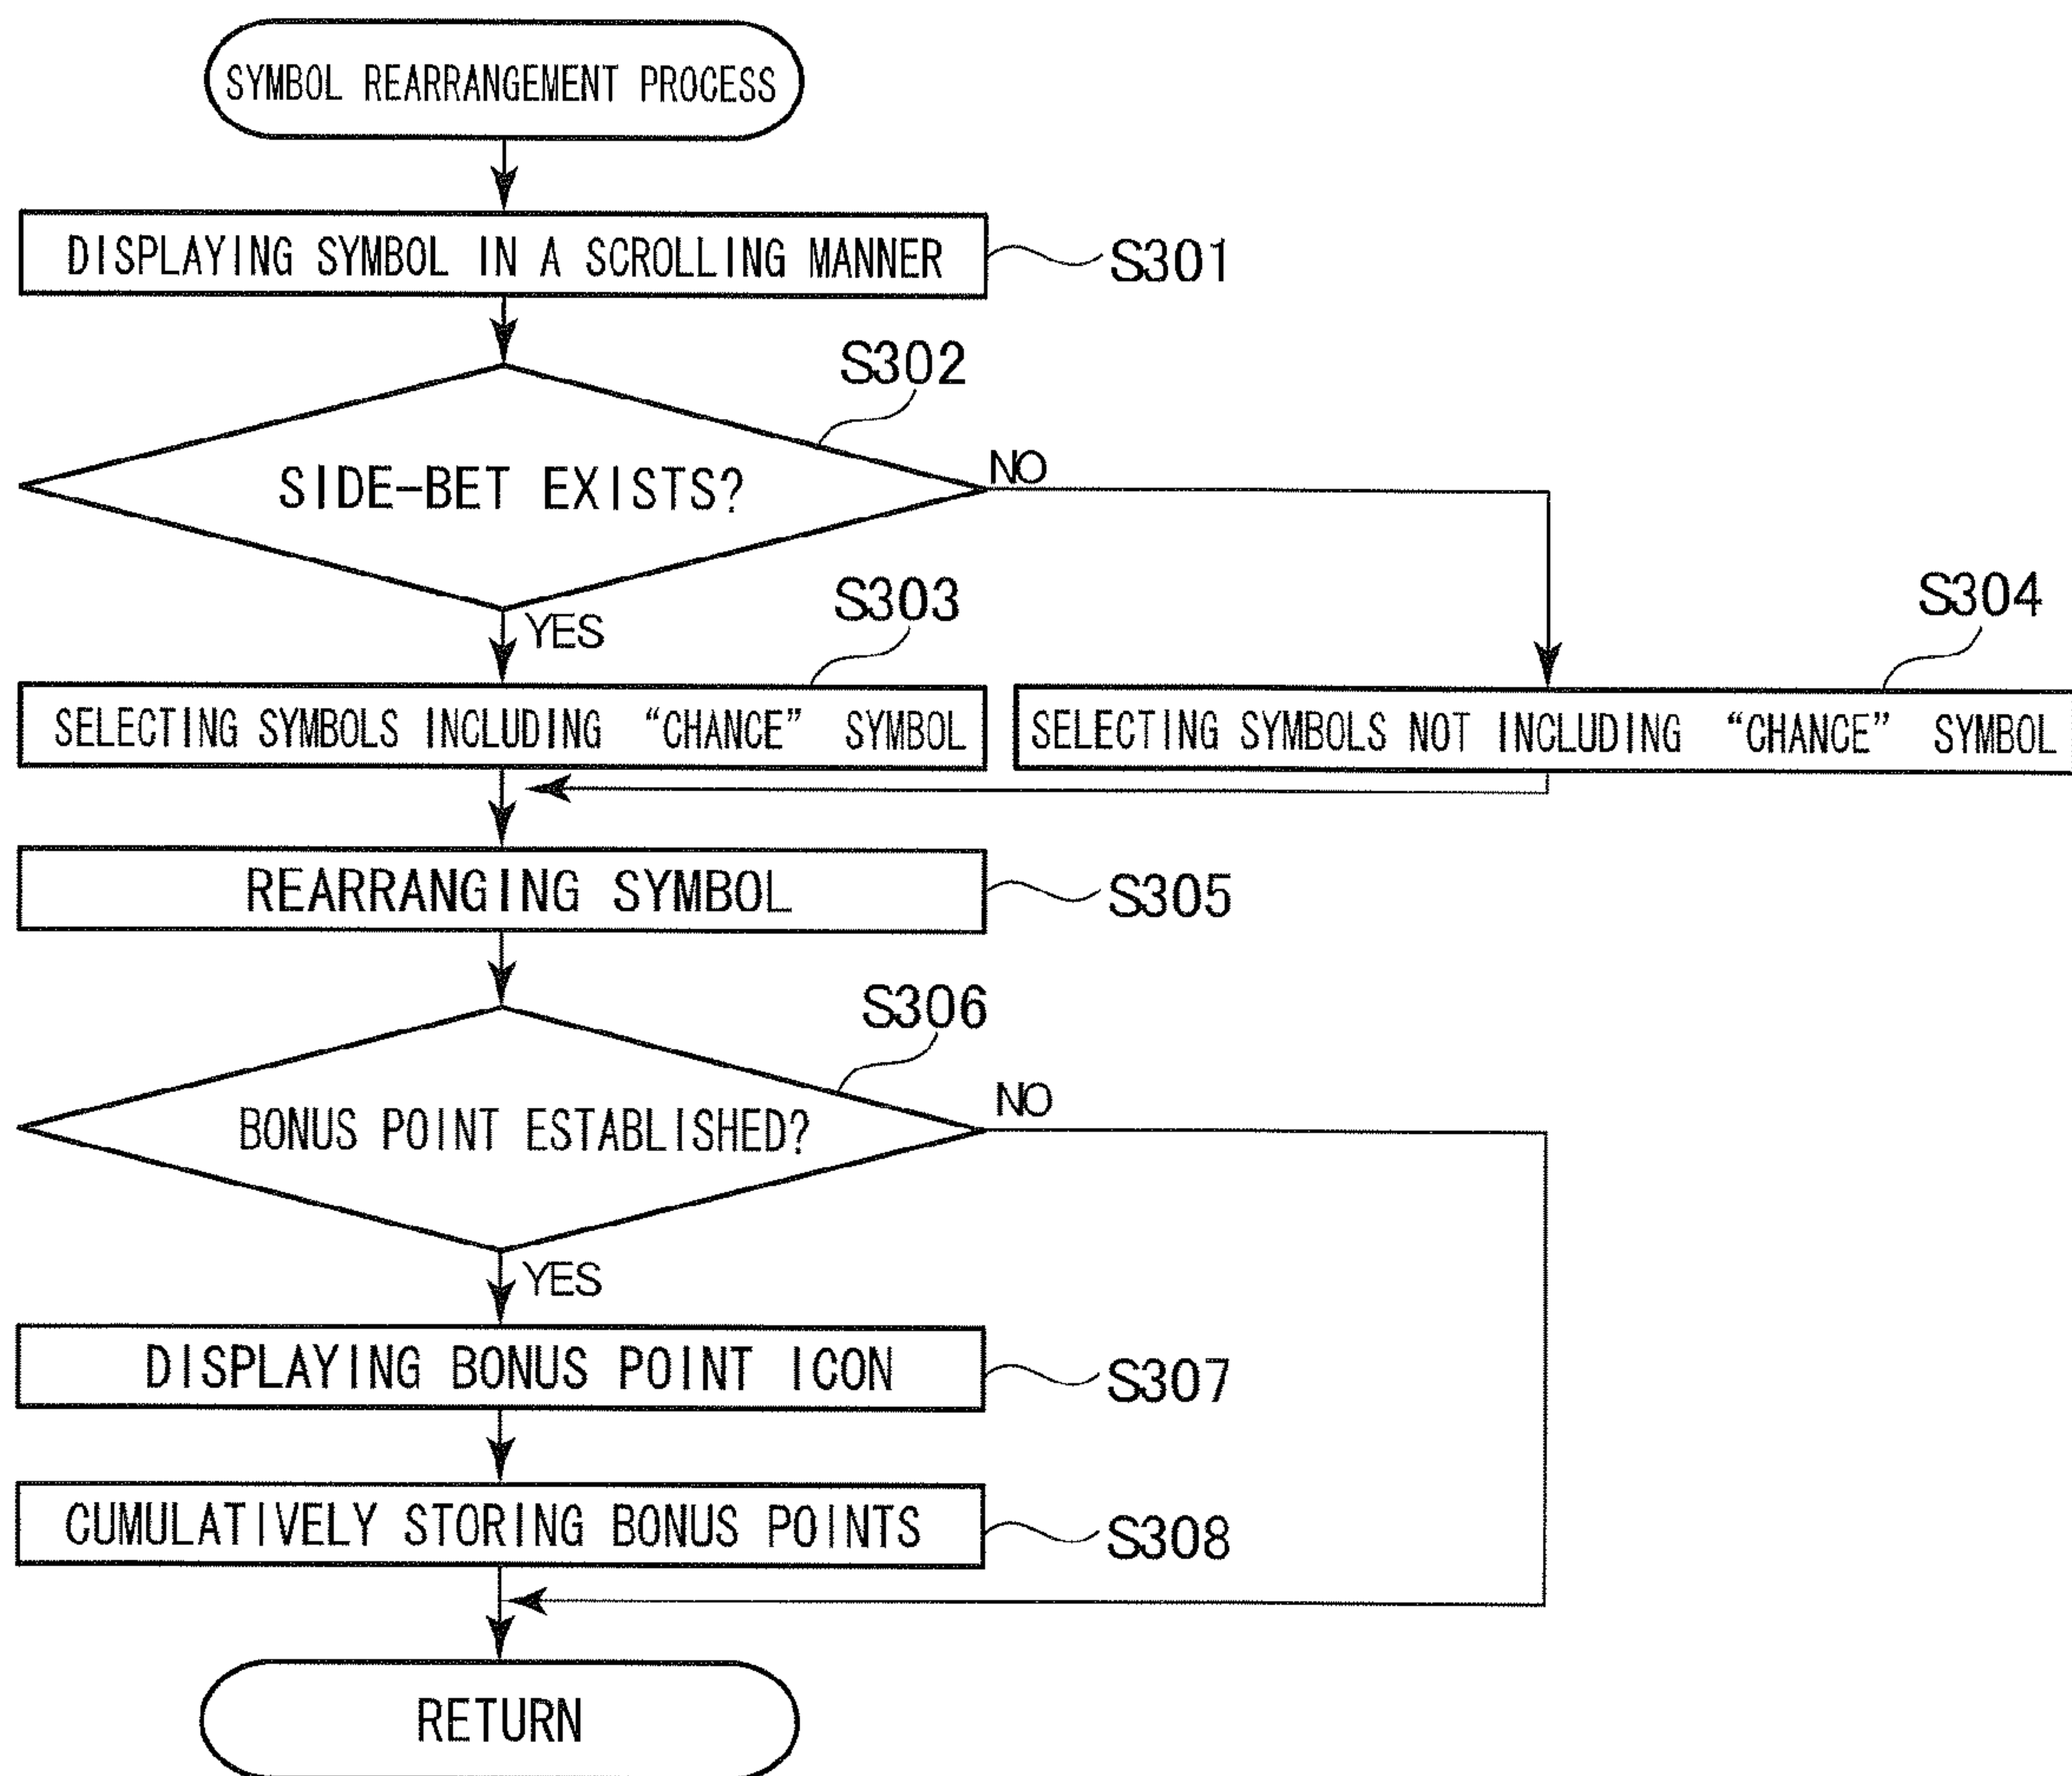 SYMBOL REARRANGEMENT PROCESS
DISPLAYING SYMBOL IN A SCROLLING MANNER
S301
S302
SIDE-BET EXISTS?
NO
YES
S303
S304
SELECTING SYMBOLS INCLUDING “CHANCE” SYMBOL
SELECTING SYMBOLS NOT INCLUDING “CHANCE” SYMBOL
REARRANGING SYMBOL
S305
S306
BONUS POINT ESTABLISHED?
NO
YES
DISPLAYING BONUS POINT ICON
S307
CUMULATIVELY STORING BONUS POINTS
S308
RETURN